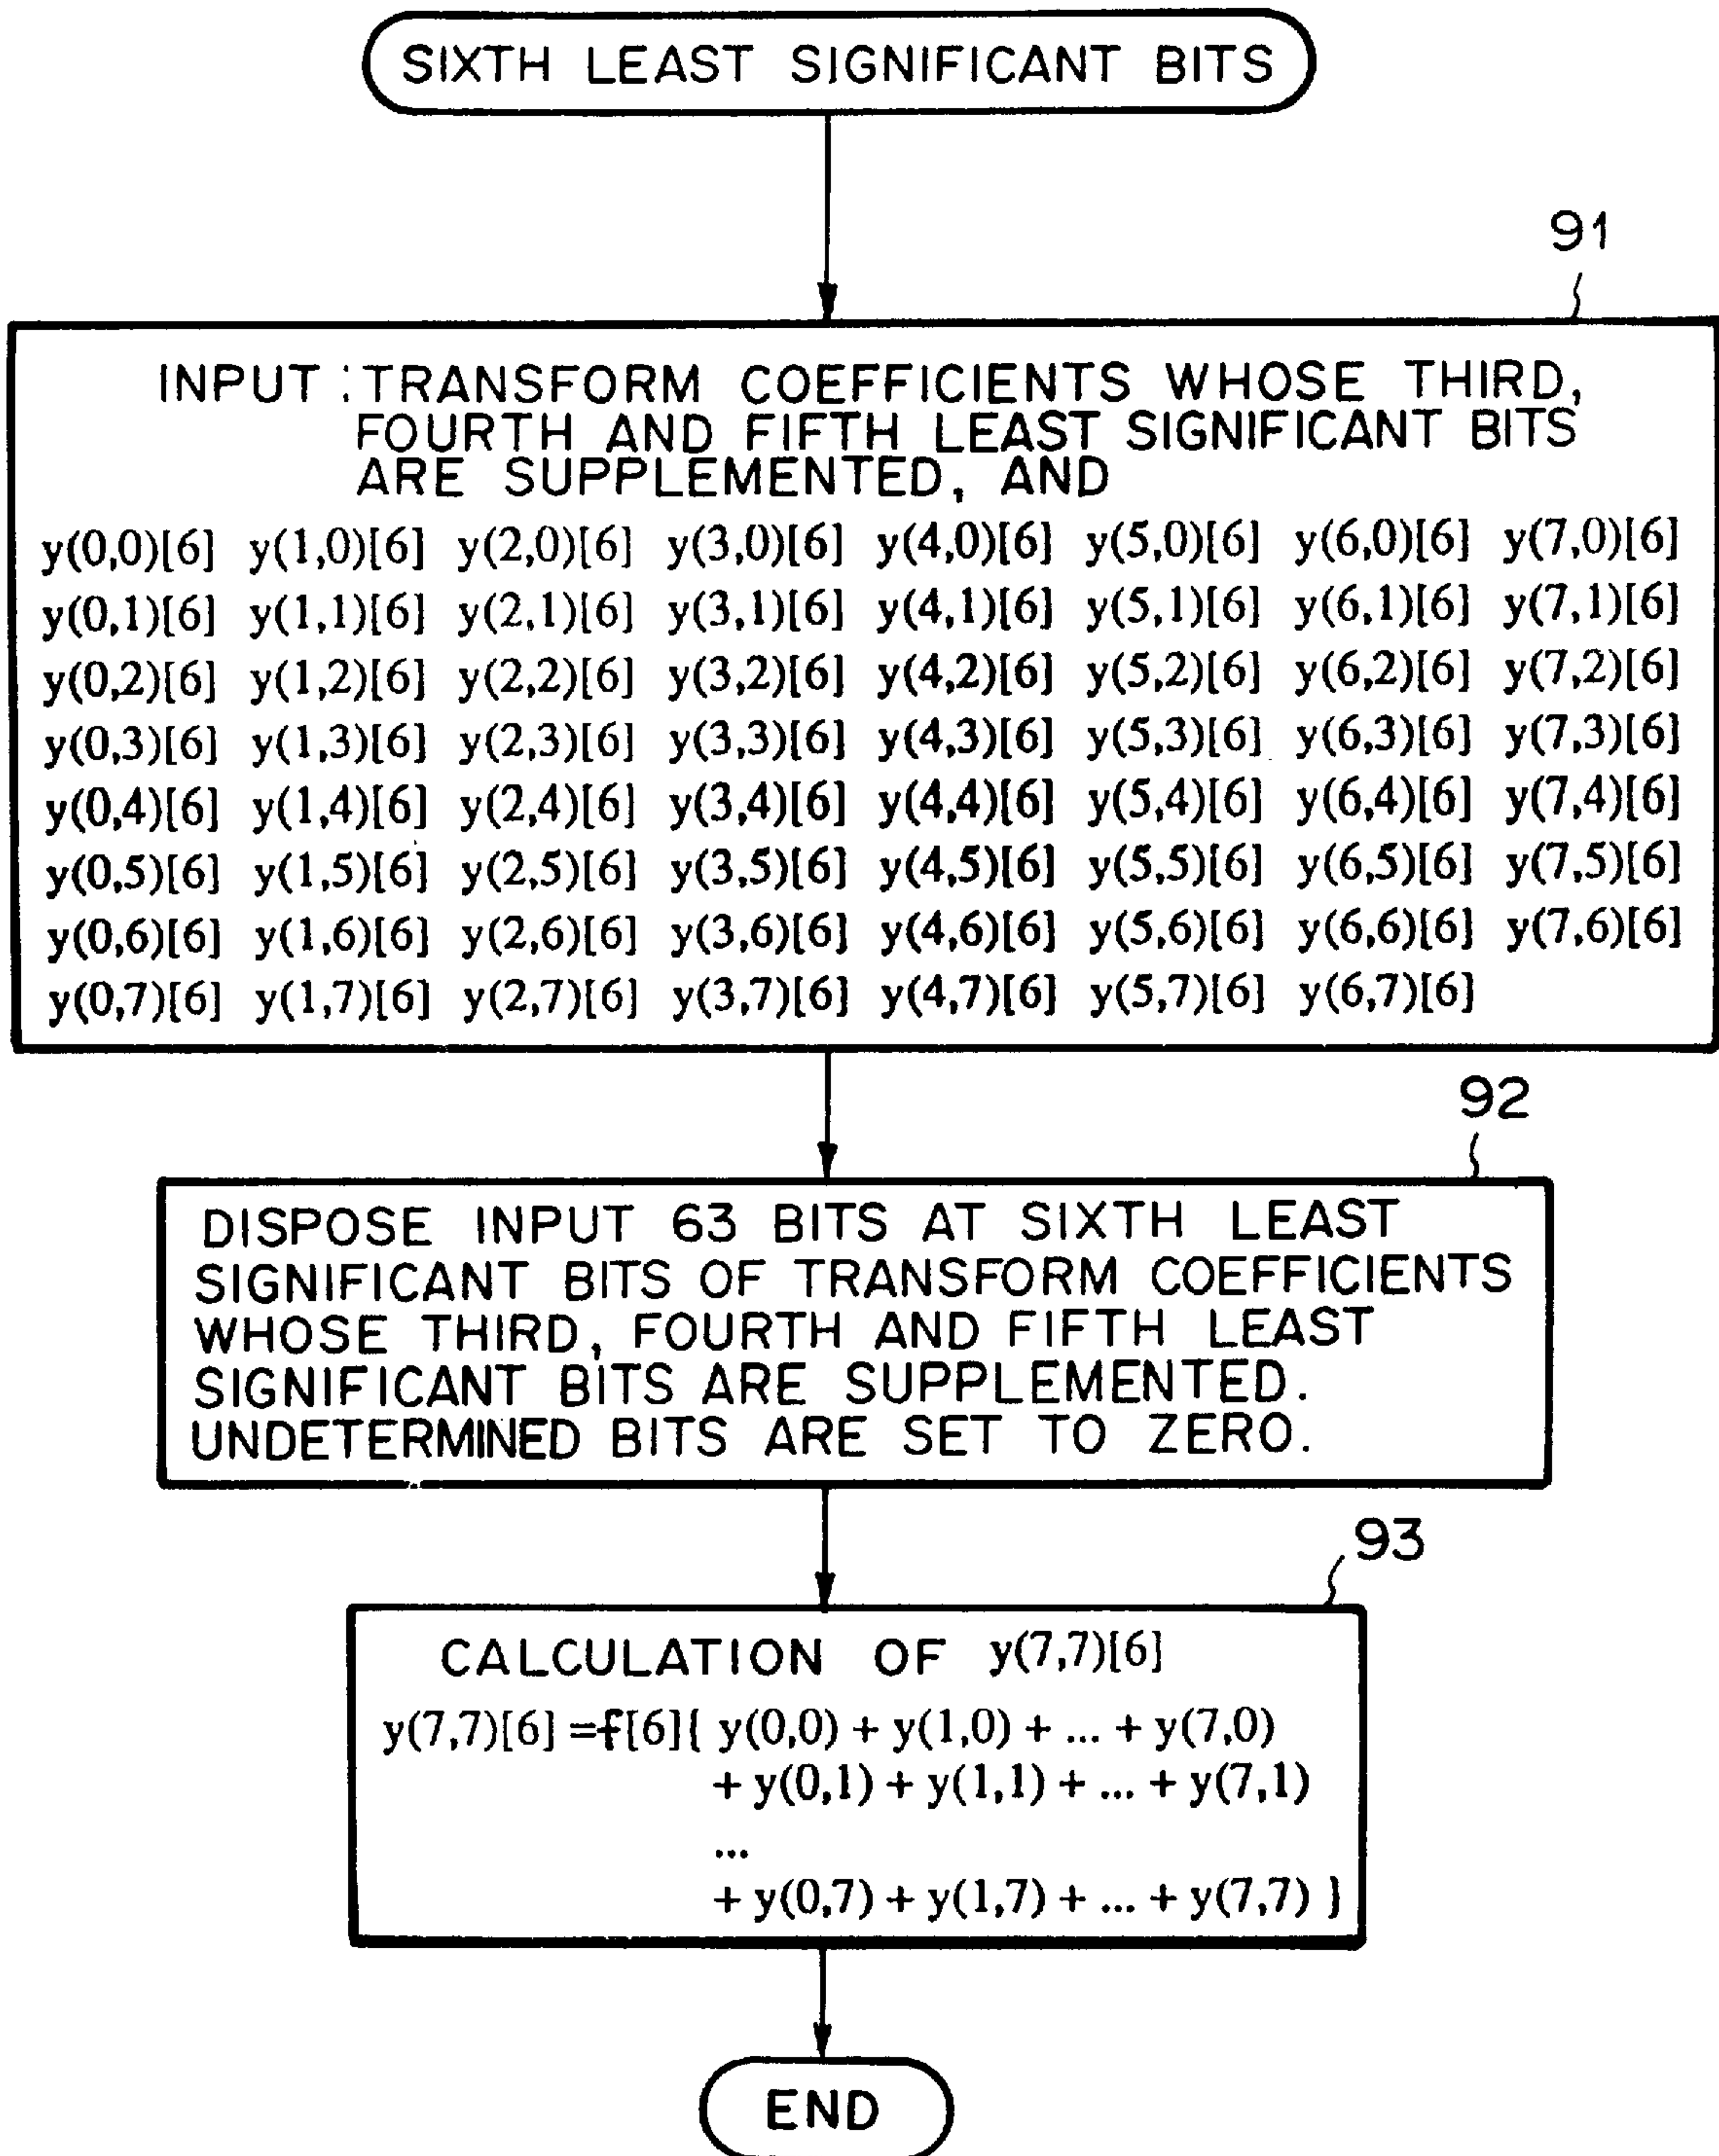 SIXTH LEAST SIGNIFICANT BITS
91
INPUT : TRANSFORM COEFFICIENTS WHOSE THIRD,
FOURTH AND FIFTH LEAST SIGNIFICANT BITS
ARE SUPPLEMENTED, AND
y(0,0)[6] y(1,0)[6] y(2,0)[6] y(3,0)[6] y(4,0)[6] y(5,0)[6] y(6,0)[6] y(7,0)[6]
y(0,1)[6] y(1,1)[6] y(2,1)[6] y(3,1)[6] y(4,1)[6] y(5,1)[6] y(6,1)[6] y(7,1)[6]
y(0,2)[6] y(1,2)[6] y(2,2)[6] y(3,2)[6] y(4,2)[6] y(5,2)[6] y(6,2)[6] y(7,2)[6]
y(0,3)[6] y(1,3)[6] y(2,3)[6] y(3,3)[6] y(4,3)[6] y(5,3)[6] y(6,3)[6] y(7,3)[6]
y(0,4)[6] y(1,4)[6] y(2,4)[6] y(3,4)[6] y(4,4)[6] y(5,4)[6] y(6,4)[6] y(7,4)[6]
y(0,5)[6] y(1,5)[6] y(2,5)[6] y(3,5)[6] y(4,5)[6] y(5,5)[6] y(6,5)[6] y(7,5)[6]
y(0,6)[6] y(1,6)[6] y(2,6)[6] y(3,6)[6] y(4,6)[6] y(5,6)[6] y(6,6)[6] y(7,6)[6]
y(0,7)[6] y(1,7)[6] y(2,7)[6] y(3,7)[6] y(4,7)[6] y(5,7)[6] y(6,7)[6]
92
DISPOSE INPUT 63 BITS AT SIXTH LEAST
SIGNIFICANT BITS OF TRANSFORM COEFFICIENTS
WHOSE THIRD, FOURTH AND FIFTH LEAST
SIGNIFICANT BITS ARE SUPPLEMENTED.
UNDETERMINED BITS ARE SET TO ZERO.
93
CALCULATION OF y(7,7)[6]
y(7,7)[6] =f[6]{ y(0,0) + y(1,0) + ... + y(7,0)
+ y(0,1) + y(1,1) + ... + y(7,1)
...
+ y(0,7) + y(1,7) + ... + y(7,7) }
END